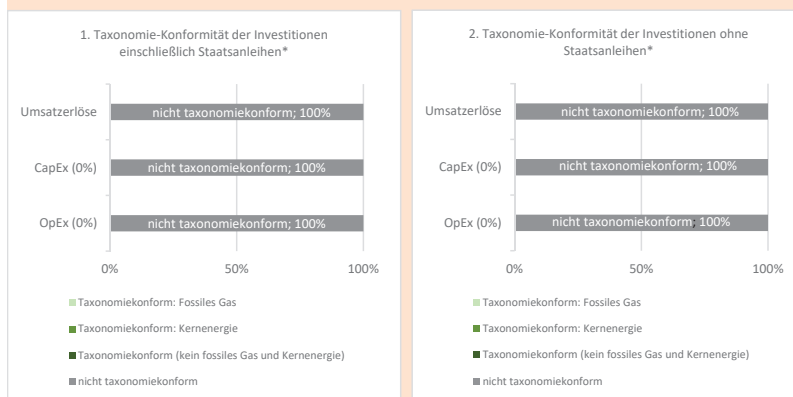 1. Taxonomie-Konformität der Investitionen
einschließlich Staatsanleihen*
Umsatzerlöse
nicht taxonomiekonform; 100%
CapEx (0%)
nicht taxonomiekonform; 100%
OpEx (0%)
nicht taxonomiekonform; 100%
0%
50%
100%
Taxonomiekonform: Fossiles Gas
Taxonomiekonform: Kernenergie
Taxonomiekonform (kein fossiles Gas und Kernenergie)
nicht taxonomiekonform
2. Taxonomie-Konformität der Investitionen ohne
Staatsanleihen*
Umsatzerlöse
nicht taxonomiekonform; 100%
CapEx (0%)
nicht taxonomiekonform; 100%
OpEx (0%)
nicht taxonomiekonform; 100%
0%
50%
100%
Taxonomiekonform: Fossiles Gas
Taxonomiekonform: Kernenergie
Taxonomiekonform (kein fossiles Gas und Kernenergie)
nicht taxonomiekonform